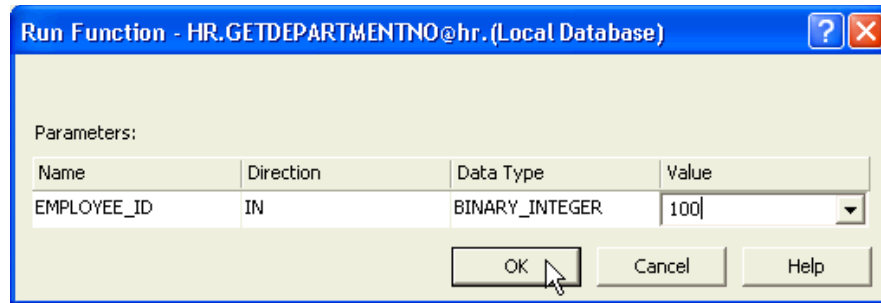 Run Function - HR.GETDEPARTMENTNO@hr.(Local Database)
Parameters:
Name Direction Data Type Value
EMPLOYEE_ID IN BINARY_INTEGER 100
OK Cancel Help